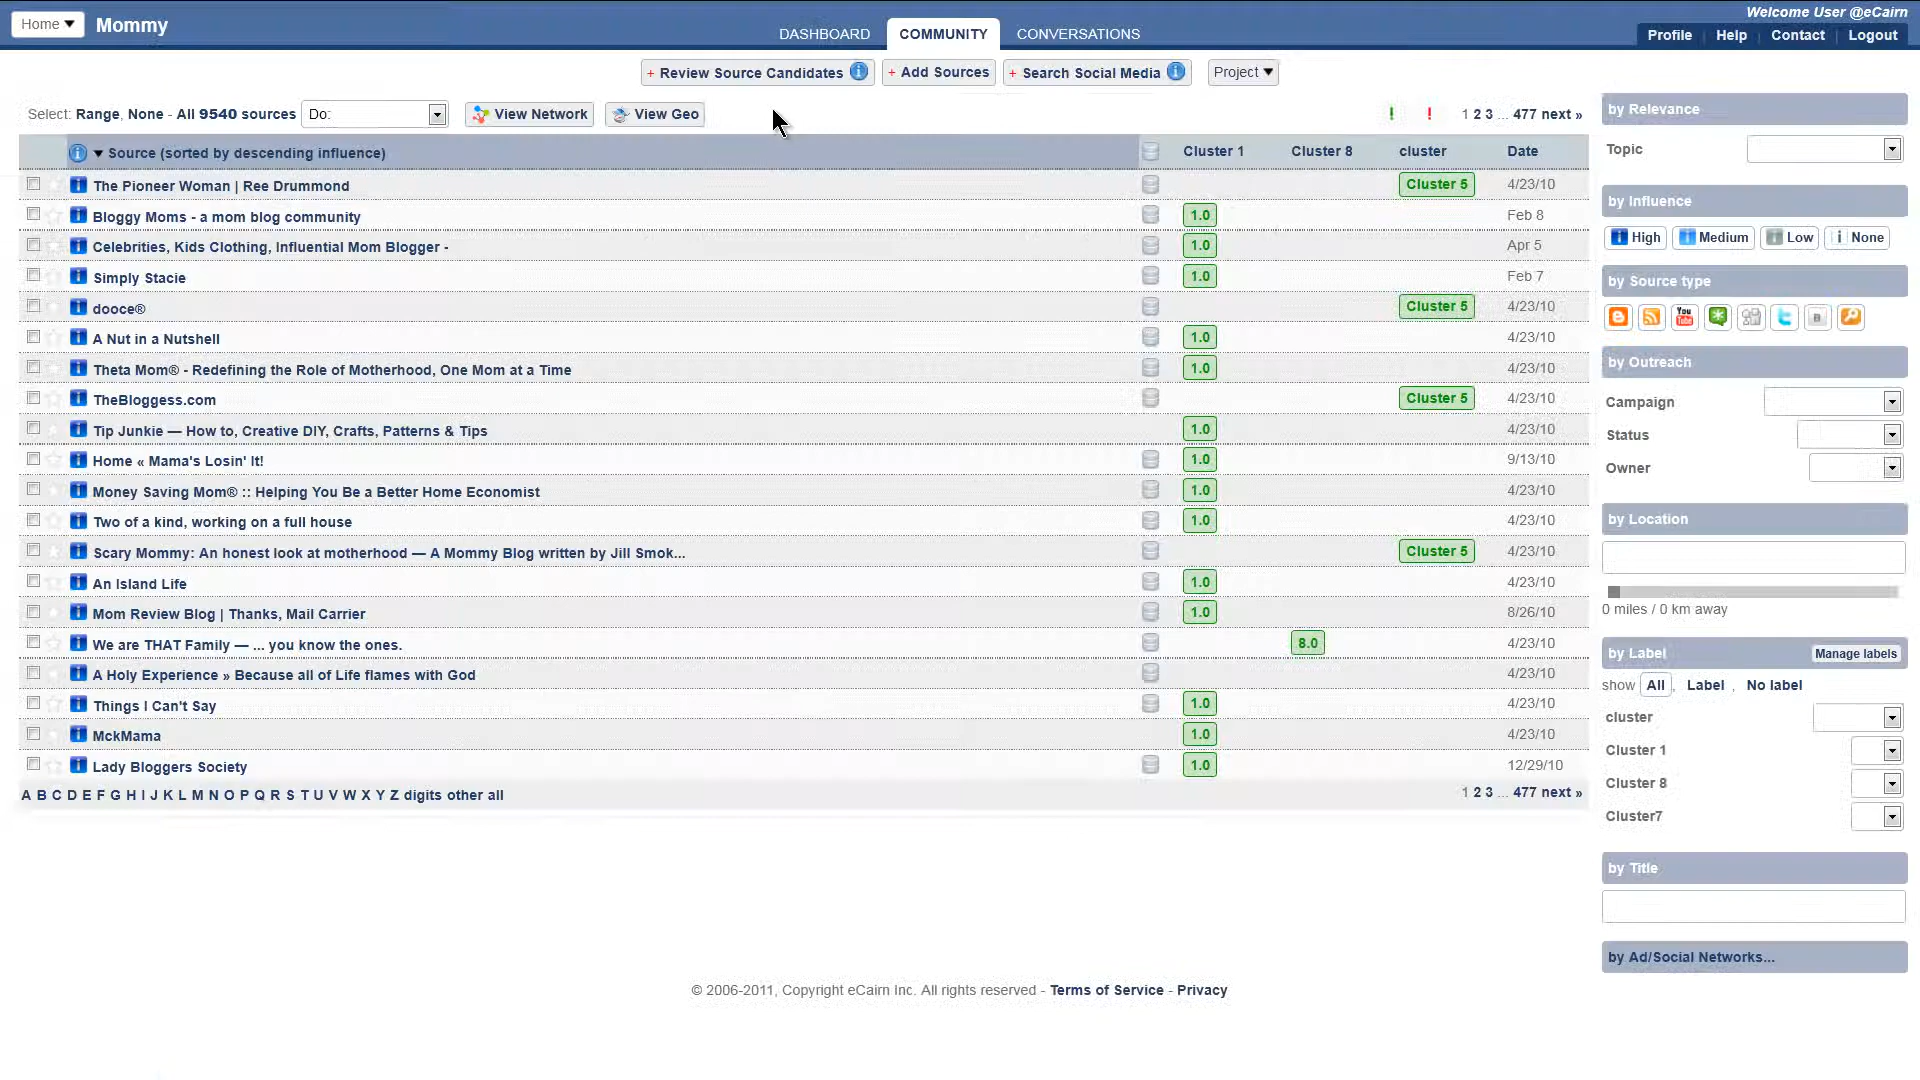 Welcome User @eCairn
Home ▼ Mommy DASHBOARD COMMUNITY CONVERSATIONS Profile | Help | Contact | Logout
+ Review Source Candidates i + Add Sources + Search Social Media i Project ▼
Select: Range, None - All 9540 sources Do: View Network View Geo ! ! 1 2 3 ... 477 next »
i ▼ Source (sorted by descending influence) Cluster 1 Cluster 8 cluster Date
The Pioneer Woman | Ree Drummond Cluster 5 4/23/10
Bloggy Moms - a mom blog community 1.0 Feb 8
Celebrities, Kids Clothing, Influential Mom Blogger - 1.0 Apr 5
Simply Stacie 1.0 Feb 7
dooce® Cluster 5 4/23/10
A Nut in a Nutshell 1.0 4/23/10
Theta Mom® - Redefining the Role of Motherhood, One Mom at a Time 1.0 4/23/10
TheBloggess.com Cluster 5 4/23/10
Tip Junkie — How to, Creative DIY, Crafts, Patterns & Tips 1.0 4/23/10
Home « Mama's Losin' It! 1.0 9/13/10
Money Saving Mom® :: Helping You Be a Better Home Economist 1.0 4/23/10
Two of a kind, working on a full house 1.0 4/23/10
Scary Mommy: An honest look at motherhood — A Mommy Blog written by Jill Smok... Cluster 5 4/23/10
An Island Life 1.0 4/23/10
Mom Review Blog | Thanks, Mail Carrier 1.0 8/26/10
We are THAT Family — ... you know the ones. 8.0 4/23/10
A Holy Experience » Because all of Life flames with God 4/23/10
Things I Can't Say 1.0 4/23/10
MckMama 1.0 4/23/10
Lady Bloggers Society 1.0 12/29/10
A B C D E F G H I J K L M N O P Q R S T U V W X Y Z digits other all 1 2 3 ... 477 next »
by Relevance
Topic
by Influence
High Medium Low None
by Source type
You Tube
by Outreach
Campaign
Status
Owner
by Location
0 miles / 0 km away
by Label Manage labels
show All , Label , No label
cluster
Cluster 1
Cluster 8
Cluster7
by Title
by Ad/Social Networks...
© 2006-2011, Copyright eCairn Inc. All rights reserved - Terms of Service - Privacy